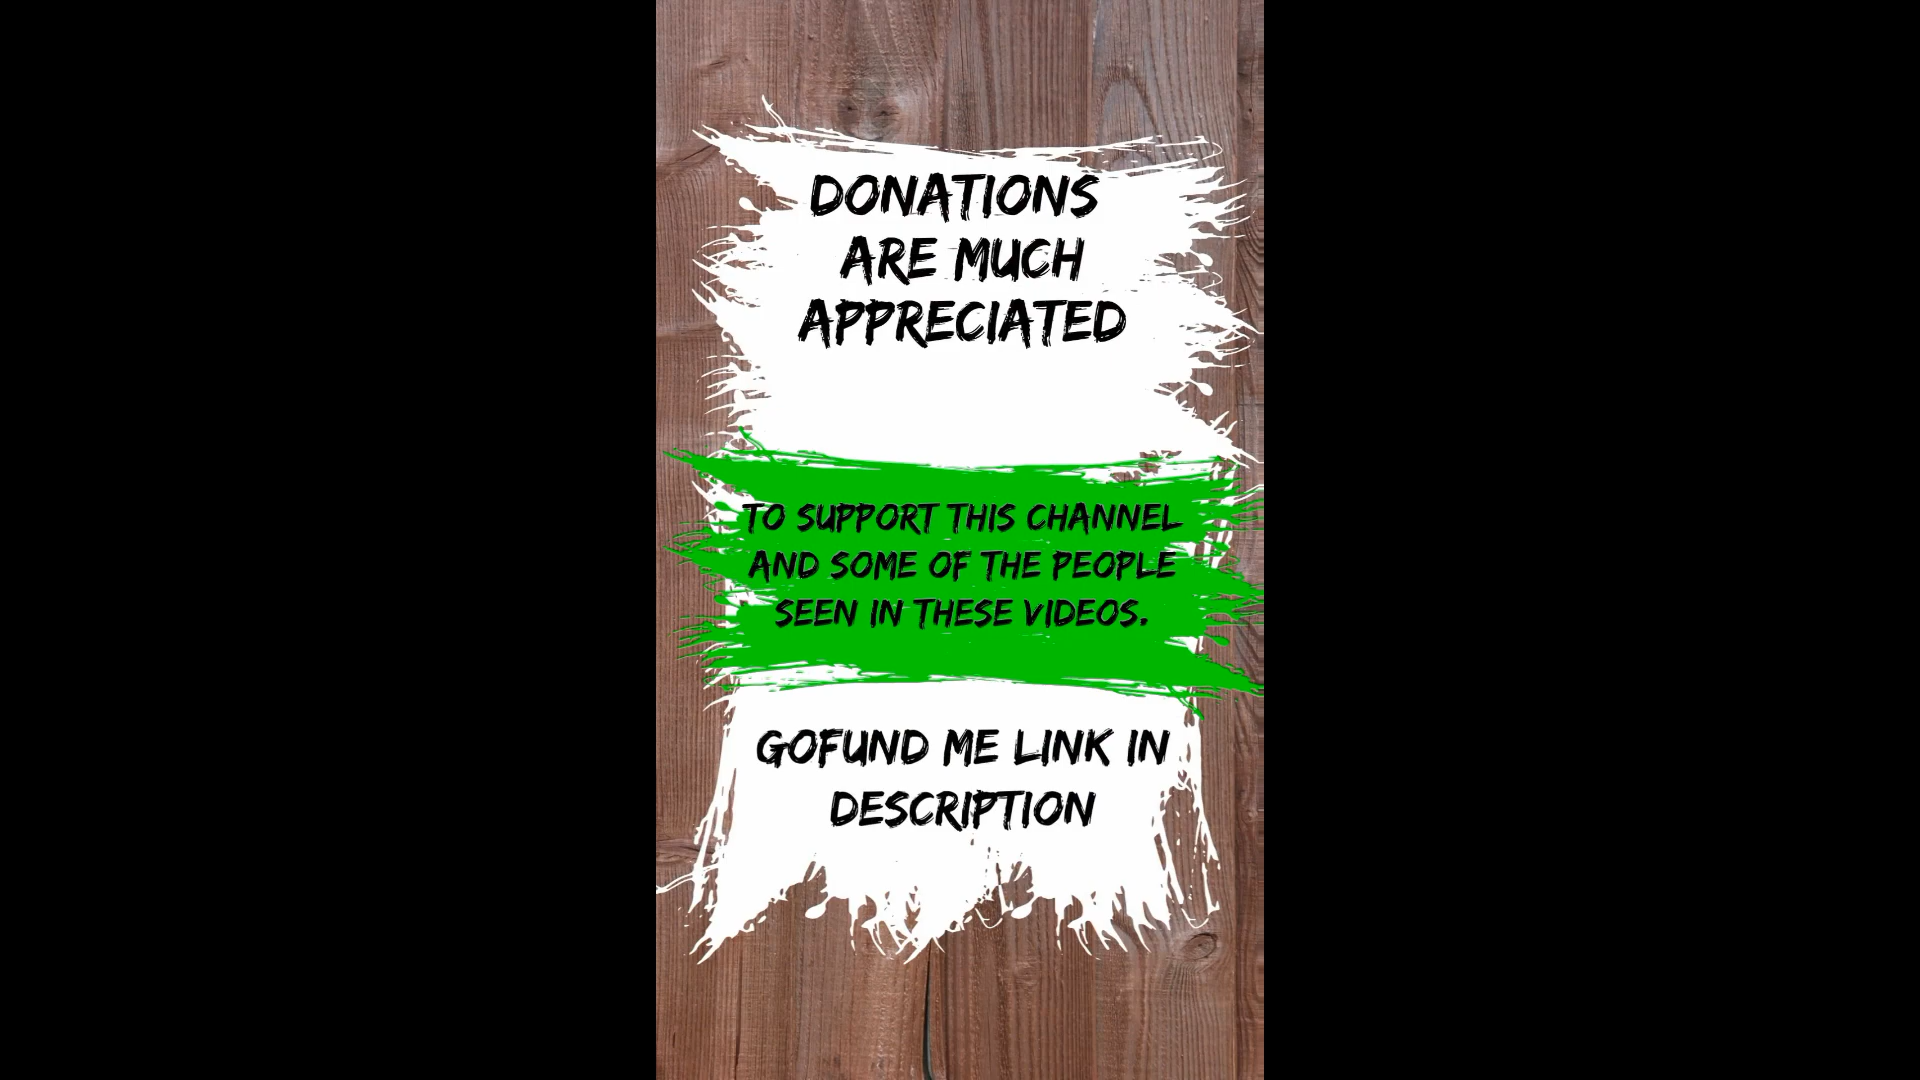 DONATIONS
ARE MUCH
APPRECIATED
TO SUPPORT THIS CHANNEL
AND SOME OF THE PEOPLE
SEEN IN THESE VIDEOS.
GOFUND ME LINK IN
DESCRIPTION